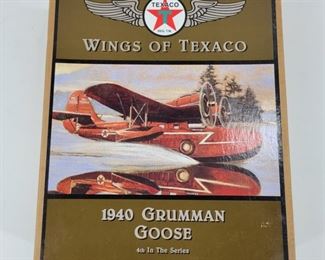 TEXACO
WINGS OF TEXACO
1940 GRUMMAN
GOOSE
4th In The Series